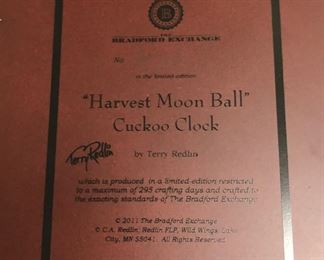 B
THE
BRADFORD EXCHANGE
No
in the limited edition
"Harvest Moon Ball"
Cuckoo Clock
Terry Redlin
by Terry Redlin
which is produced in a limited-edition restricted
to a maximum of 295 crafting days and crafted to
the exacting standards of The Bradford Exchange
© 2011 The Bradford Exchange
© C.A. Redlin; Redlin FLP, Wild Wings, Lake
City, MN 55041. All Rights Reserved